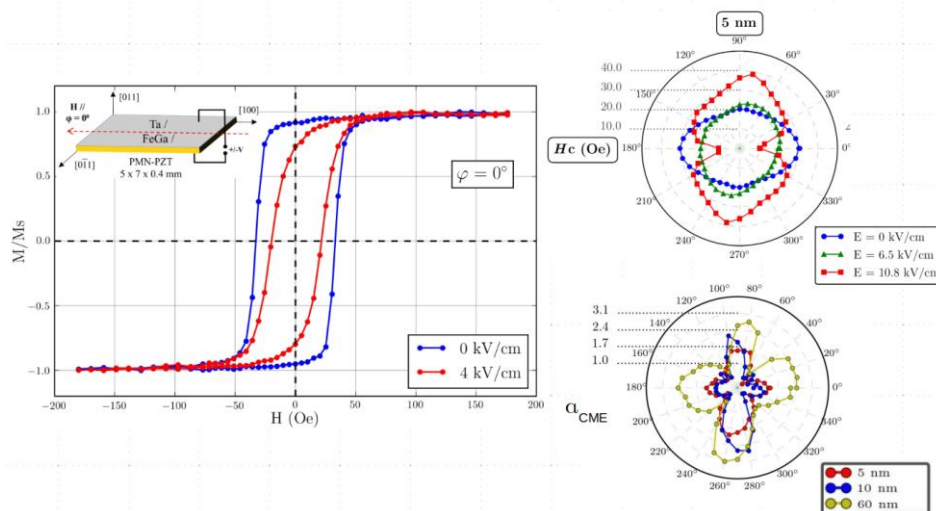 [011]
H //
φ = 0°
[100]
Ta /
FeGa /
+/-V
[01̄1]
PMN-PZT
5 x 7 x 0.4 mm
φ = 0°
M/Ms
1.0
0.5
0.0
−0.5
−1.0
−200
−150
−100
−50
0
50
100
150
200
H (Oe)
0 kV/cm
4 kV/cm
5 nm
90°
120°
60°
40.0
30.0
20.0
10.0
150°
30°
Hc (Oe)
180°
0°
210°
330°
240°
300°
270°
E = 0 kV/cm
E = 6.5 kV/cm
E = 10.8 kV/cm
100°
80°
120°
60°
3.1
2.4
1.7
1.0
140°
40°
160°
20°
180°
0°
αCME
200°
340°
220°
320°
240°
300°
260°
280°
5 nm
10 nm
60 nm